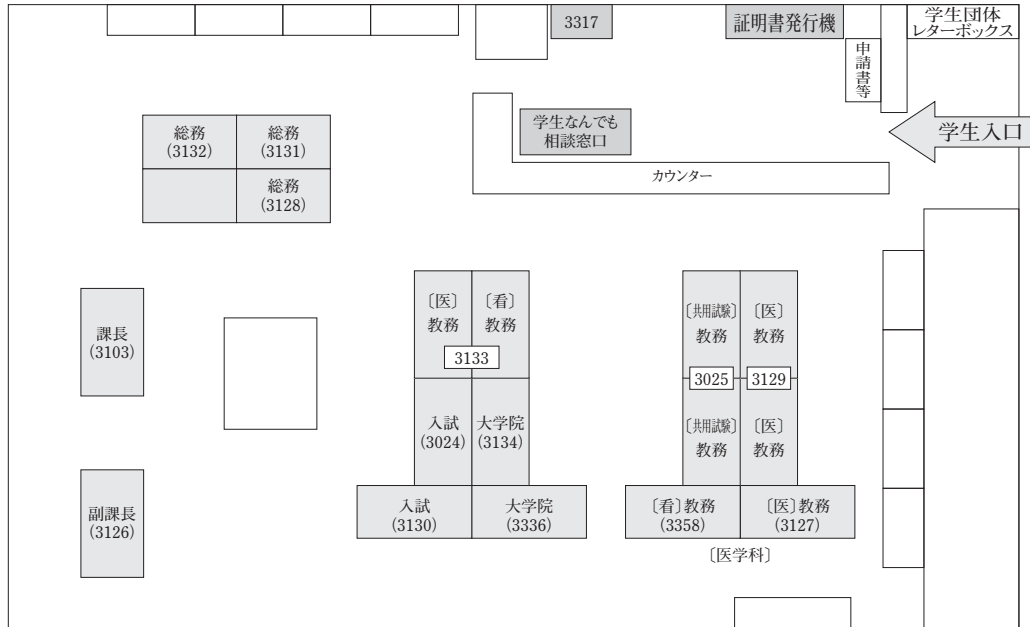 3317
証明書発行機
学生団体
レターボックス
申請書等
学生なんでも
相談窓口
学生入口
カウンター
総務
(3132)
総務
(3131)
総務
(3128)
課長
(3103)
副課長
(3126)
〔医〕
教務
〔看〕
教務
3133
入試
(3024)
大学院
(3134)
入試
(3130)
大学院
(3336)
〔共用試験〕
教務
〔医〕
教務
3025
3129
〔共用試験〕
教務
〔医〕
教務
〔看〕教務
(3358)
〔医〕教務
(3127)
〔医学科〕